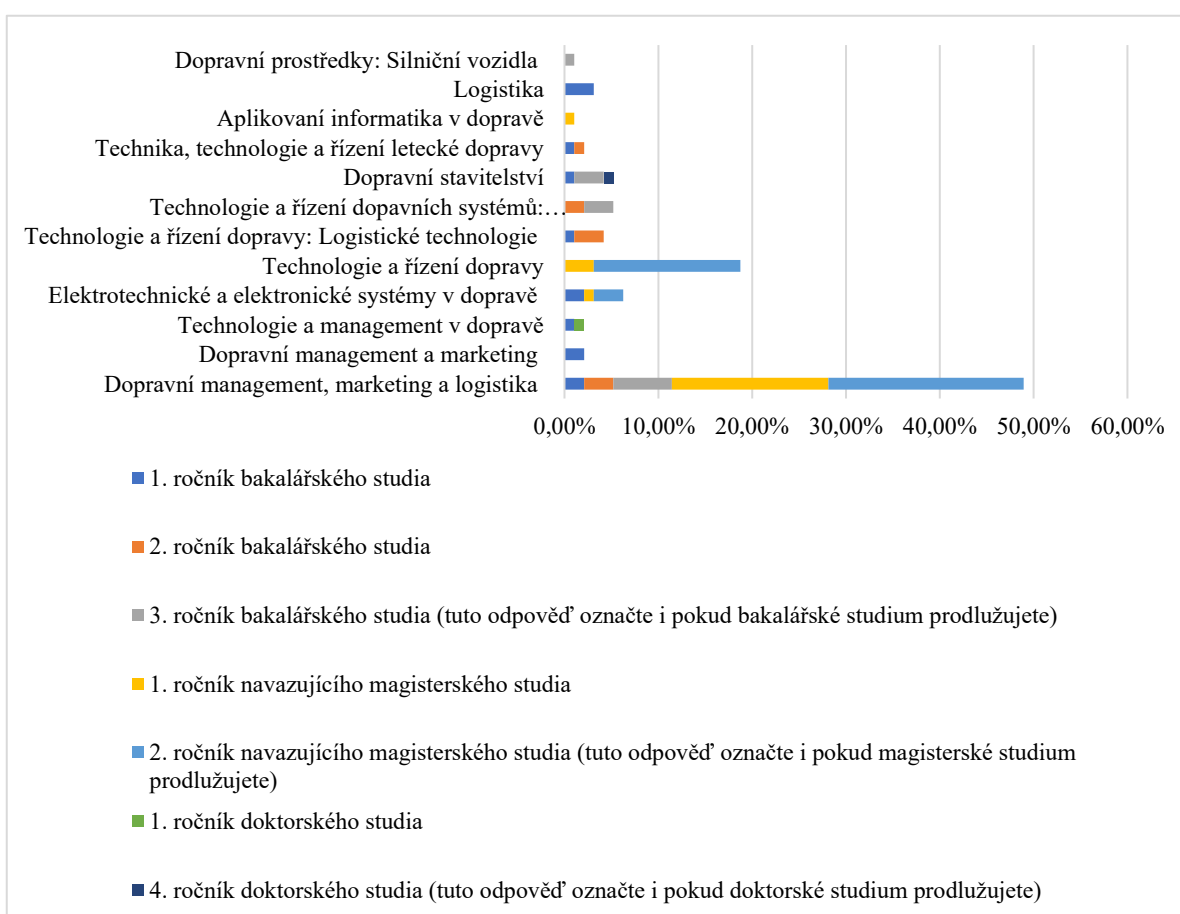 Dopravní prostředky: Silniční vozidla
Logistika
Aplikovaní informatika v dopravě
Technika, technologie a řízení letecké dopravy
Dopravní stavitelství
Technologie a řízení dopavních systémů:…
Technologie a řízení dopravy: Logistické technologie
Technologie a řízení dopravy
Elektrotechnické a elektronické systémy v dopravě
Technologie a management v dopravě
Dopravní management a marketing
Dopravní management, marketing a logistika
0,00% 10,00% 20,00% 30,00% 40,00% 50,00% 60,00%
1. ročník bakalářského studia
2. ročník bakalářského studia
3. ročník bakalářského studia (tuto odpověď označte i pokud bakalářské studium prodlužujete)
1. ročník navazujícího magisterského studia
2. ročník navazujícího magisterského studia (tuto odpověď označte i pokud magisterské studium
prodlužujete)
1. ročník doktorského studia
4. ročník doktorského studia (tuto odpověď označte i pokud doktorské studium prodlužujete)